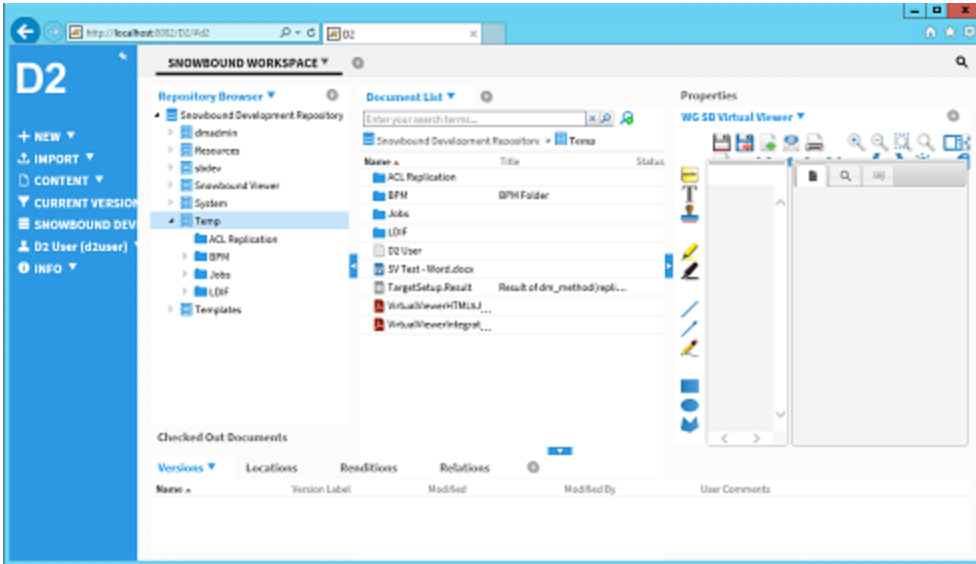 http://localhost:8082/D2/#d2
D2
SNOWBOUND WORKSPACE
D2
+ NEW
IMPORT
CONTENT
CURRENT VERSION
SNOWBOUND DEV
D2 User (d2user)
INFO
Repository Browser
Snowbound Development Repository
dmadmin
Resources
sbdev
Snowbound Viewer
System
Temp
ACL Replication
BPM
Jobs
LDIF
Templates
Checked Out Documents
Document List
Enter your search terms...
Snowbound Development Repository > Temp
Name Title Status
ACL Replication
BPM BPM Folder
Jobs
LDIF
D2 User
SV Test - Word.docx
TargetSetup.Result Result of dm_method(repli...
VirtualViewerHTML5J...
VirtualViewerIntegrat...
Properties
WG SB Virtual Viewer
T
Versions Locations Renditions Relations
Name Version Label Modified Modified By User Comments